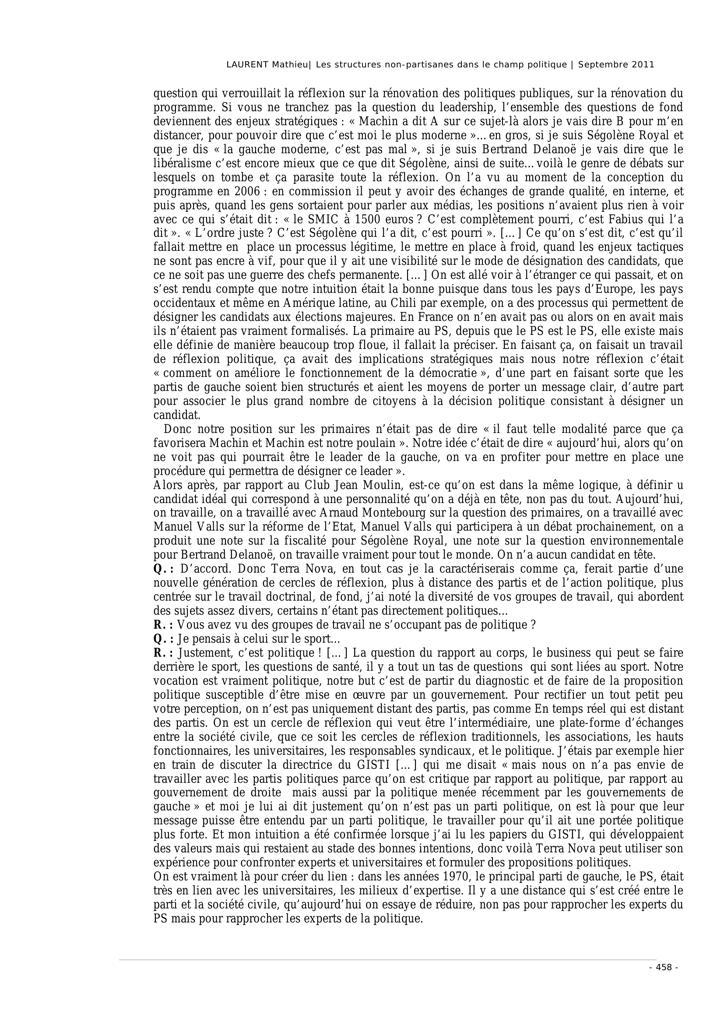 LAURENT Mathieu| Les structures non-partisanes dans le champ politique | Septembre 2011
question qui verrouillait la réflexion sur la rénovation des politiques publiques, sur la rénovation du
programme. Si vous ne tranchez pas la question du leadership, l’ensemble des questions de fond
deviennent des enjeux stratégiques : « Machin a dit A sur ce sujet-là alors je vais dire B pour m’en
distancer, pour pouvoir dire que c’est moi le plus moderne »… en gros, si je suis Ségolène Royal et
que je dis « la gauche moderne, c’est pas mal », si je suis Bertrand Delanoë je vais dire que le
libéralisme c’est encore mieux que ce que dit Ségolène, ainsi de suite… voilà le genre de débats sur
lesquels on tombe et ça parasite toute la réflexion. On l’a vu au moment de la conception du
programme en 2006 : en commission il peut y avoir des échanges de grande qualité, en interne, et
puis après, quand les gens sortaient pour parler aux médias, les positions n’avaient plus rien à voir
avec ce qui s’était dit : « le SMIC à 1500 euros ? C’est complètement pourri, c’est Fabius qui l’a
dit ». « L’ordre juste ? C’est Ségolène qui l’a dit, c’est pourri ». […] Ce qu’on s’est dit, c’est qu’il
fallait mettre en place un processus légitime, le mettre en place à froid, quand les enjeux tactiques
ne sont pas encre à vif, pour que il y ait une visibilité sur le mode de désignation des candidats, que
ce ne soit pas une guerre des chefs permanente. […] On est allé voir à l’étranger ce qui passait, et on
s’est rendu compte que notre intuition était la bonne puisque dans tous les pays d’Europe, les pays
occidentaux et même en Amérique latine, au Chili par exemple, on a des processus qui permettent de
désigner les candidats aux élections majeures. En France on n’en avait pas ou alors on en avait mais
ils n’étaient pas vraiment formalisés. La primaire au PS, depuis que le PS est le PS, elle existe mais
elle définie de manière beaucoup trop floue, il fallait la préciser. En faisant ça, on faisait un travail
de réflexion politique, ça avait des implications stratégiques mais nous notre réflexion c’était
« comment on améliore le fonctionnement de la démocratie », d’une part en faisant sorte que les
partis de gauche soient bien structurés et aient les moyens de porter un message clair, d’autre part
pour associer le plus grand nombre de citoyens à la décision politique consistant à désigner un
candidat.
Donc notre position sur les primaires n’était pas de dire « il faut telle modalité parce que ça
favorisera Machin et Machin est notre poulain ». Notre idée c’était de dire « aujourd’hui, alors qu’on
ne voit pas qui pourrait être le leader de la gauche, on va en profiter pour mettre en place une
procédure qui permettra de désigner ce leader ».
Alors après, par rapport au Club Jean Moulin, est-ce qu’on est dans la même logique, à définir u
candidat idéal qui correspond à une personnalité qu’on a déjà en tête, non pas du tout. Aujourd’hui,
on travaille, on a travaillé avec Arnaud Montebourg sur la question des primaires, on a travaillé avec
Manuel Valls sur la réforme de l’Etat, Manuel Valls qui participera à un débat prochainement, on a
produit une note sur la fiscalité pour Ségolène Royal, une note sur la question environnementale
pour Bertrand Delanoë, on travaille vraiment pour tout le monde. On n’a aucun candidat en tête.
Q. : D’accord. Donc Terra Nova, en tout cas je la caractériserais comme ça, ferait partie d’une
nouvelle génération de cercles de réflexion, plus à distance des partis et de l’action politique, plus
centrée sur le travail doctrinal, de fond, j’ai noté la diversité de vos groupes de travail, qui abordent
des sujets assez divers, certains n’étant pas directement politiques…
R. : Vous avez vu des groupes de travail ne s’occupant pas de politique ?
Q. : Je pensais à celui sur le sport…
R. : Justement, c’est politique ! […] La question du rapport au corps, le business qui peut se faire
derrière le sport, les questions de santé, il y a tout un tas de questions qui sont liées au sport. Notre
vocation est vraiment politique, notre but c’est de partir du diagnostic et de faire de la proposition
politique susceptible d’être mise en œuvre par un gouvernement. Pour rectifier un tout petit peu
votre perception, on n’est pas uniquement distant des partis, pas comme En temps réel qui est distant
des partis. On est un cercle de réflexion qui veut être l’intermédiaire, une plate-forme d’échanges
entre la société civile, que ce soit les cercles de réflexion traditionnels, les associations, les hauts
fonctionnaires, les universitaires, les responsables syndicaux, et le politique. J’étais par exemple hier
en train de discuter la directrice du GISTI […] qui me disait « mais nous on n’a pas envie de
travailler avec les partis politiques parce qu’on est critique par rapport au politique, par rapport au
gouvernement de droite mais aussi par la politique menée récemment par les gouvernements de
gauche » et moi je lui ai dit justement qu’on n’est pas un parti politique, on est là pour que leur
message puisse être entendu par un parti politique, le travailler pour qu’il ait une portée politique
plus forte. Et mon intuition a été confirmée lorsque j’ai lu les papiers du GISTI, qui développaient
des valeurs mais qui restaient au stade des bonnes intentions, donc voilà Terra Nova peut utiliser son
expérience pour confronter experts et universitaires et formuler des propositions politiques.
On est vraiment là pour créer du lien : dans les années 1970, le principal parti de gauche, le PS, était
très en lien avec les universitaires, les milieux d’expertise. Il y a une distance qui s’est créé entre le
parti et la société civile, qu’aujourd’hui on essaye de réduire, non pas pour rapprocher les experts du
PS mais pour rapprocher les experts de la politique.
- 458 -